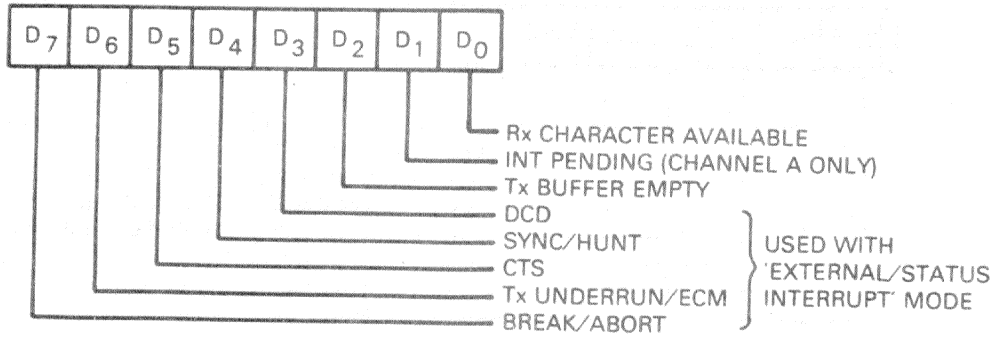 D7 D6 D5 D4 D3 D2 D1 D0
Rx CHARACTER AVAILABLE
INT PENDING (CHANNEL A ONLY)
Tx BUFFER EMPTY
DCD
SYNC/HUNT
CTS
Tx UNDERRUN/ECM
BREAK/ABORT
USED WITH
'EXTERNAL/STATUS
INTERRUPT' MODE